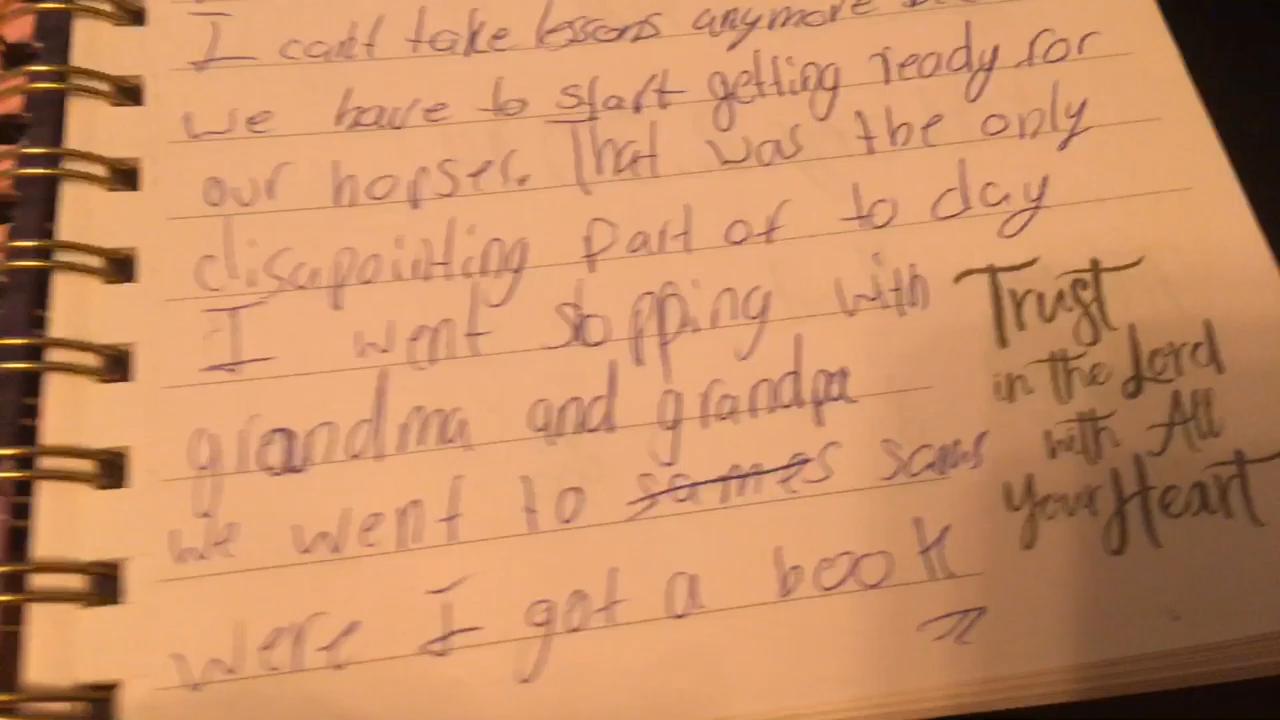 I can't take lessons anymore
we have to start getting ready for
our horses. That was the only
disapointing part of to day
I went stopping with
grandma and grandpa
we went to sames sams
were I got a book
Trust
in the Lord
with All
Your Heart